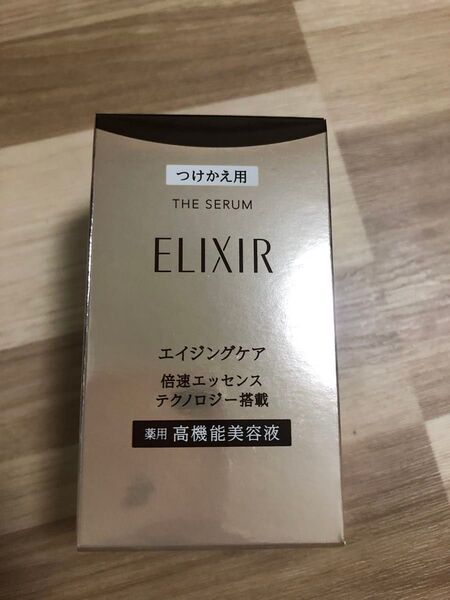 つけかえ用
THE SERUM
ELIXIR
エイジングケア
倍速エッセンス
テクノロジー搭載
薬用 高機能美容液